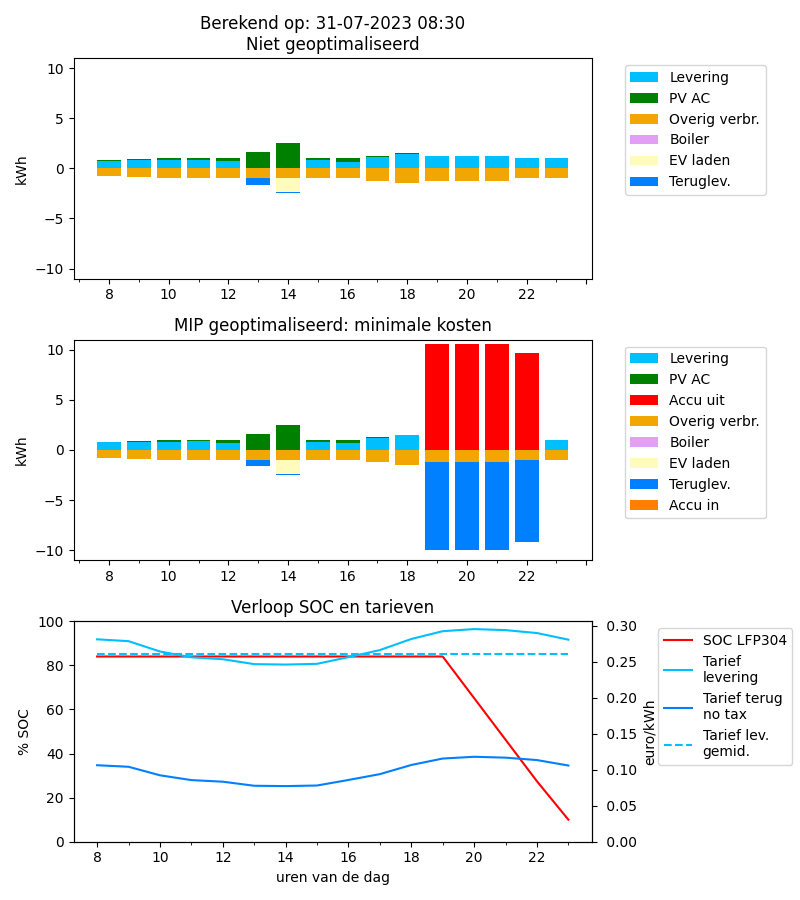 Berekend op: 31-07-2023 08:30
Niet geoptimaliseerd
10
5
0
−5
−10
kWh
8 10 12 14 16 18 20 22
Levering
PV AC
Overig verbr.
Boiler
EV laden
Teruglev.
MIP geoptimaliseerd: minimale kosten
10
5
0
−5
−10
kWh
8 10 12 14 16 18 20 22
Levering
PV AC
Accu uit
Overig verbr.
Boiler
EV laden
Teruglev.
Accu in
Verloop SOC en tarieven
100
80
60
40
20
0
% SOC
8 10 12 14 16 18 20 22
uren van de dag
0.30
0.25
0.20
0.15
0.10
0.05
0.00
euro/kWh
SOC LFP304
Tarief
levering
Tarief terug
no tax
Tarief lev.
gemid.